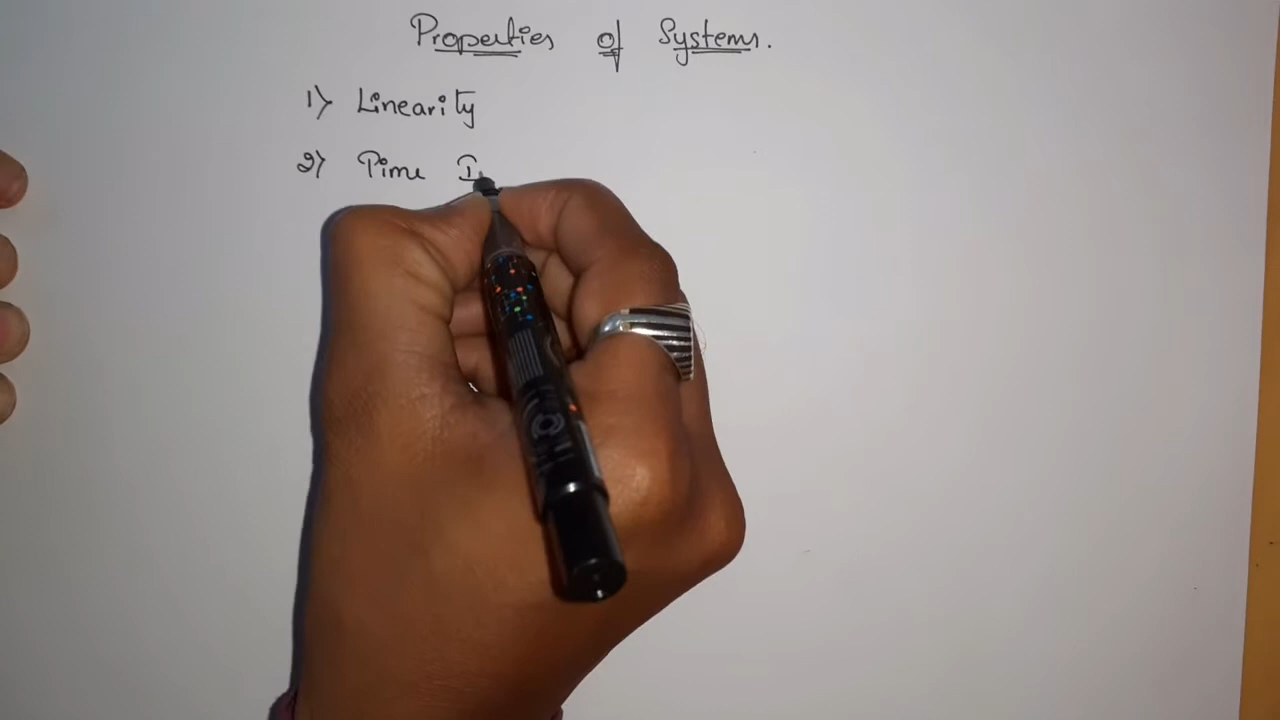 Properties of Systems.
1) Linearity
2) Time I